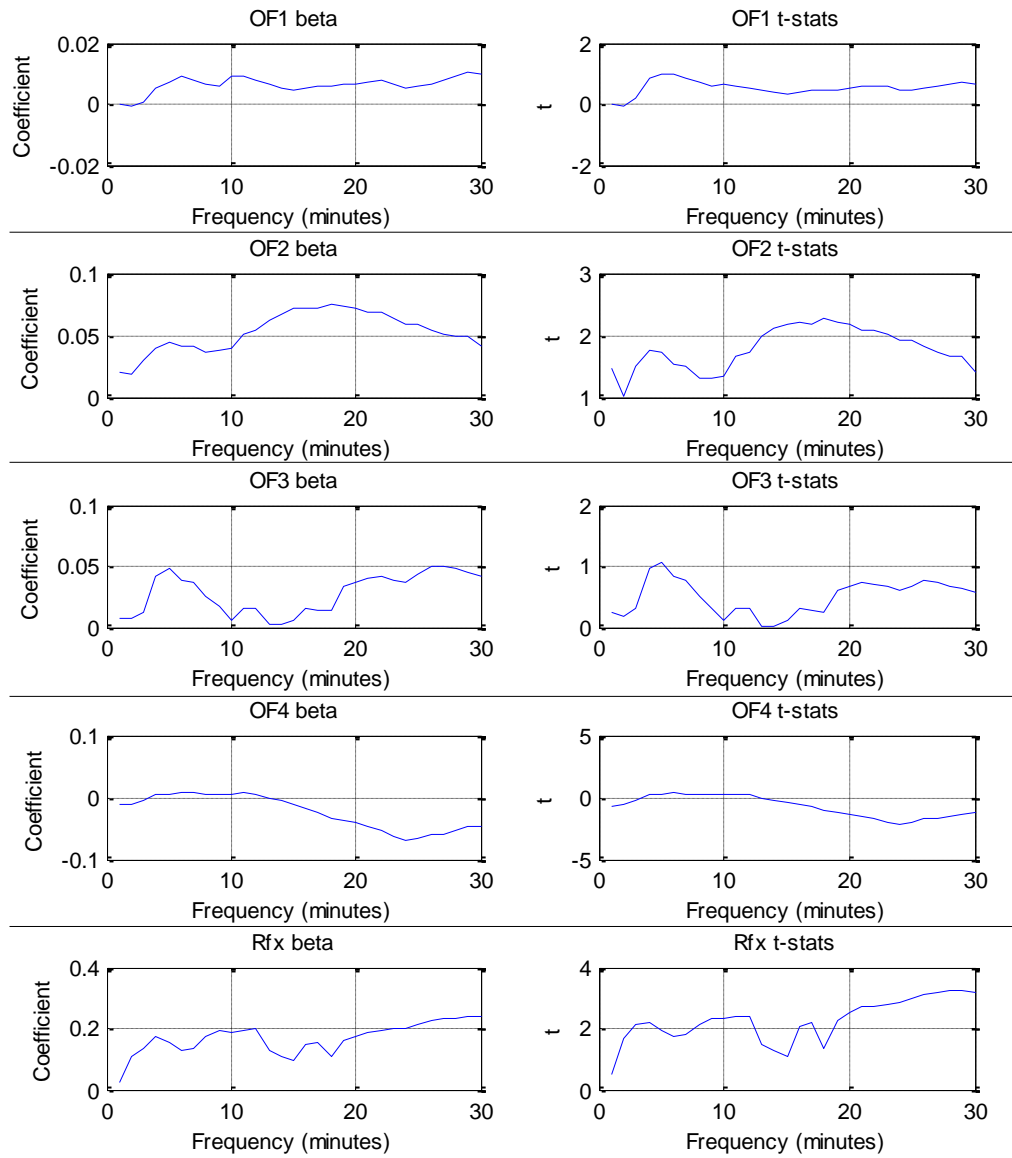 OF1 beta OF1 t-stats
0.02 2
Coefficient t
0 0
-0.02 -2
0 10 20 30 0 10 20 30
Frequency (minutes) Frequency (minutes)
OF2 beta OF2 t-stats
0.1 3
Coefficient t
0.05 2
0 1
0 10 20 30 0 10 20 30
Frequency (minutes) Frequency (minutes)
OF3 beta OF3 t-stats
0.1 2
Coefficient t
0.05 1
0 0
0 10 20 30 0 10 20 30
Frequency (minutes) Frequency (minutes)
OF4 beta OF4 t-stats
0.1 5
Coefficient t
0 0
-0.1 -5
0 10 20 30 0 10 20 30
Frequency (minutes) Frequency (minutes)
Rfx beta Rfx t-stats
0.4 4
Coefficient t
0.2 2
0 0
0 10 20 30 0 10 20 30
Frequency (minutes) Frequency (minutes)